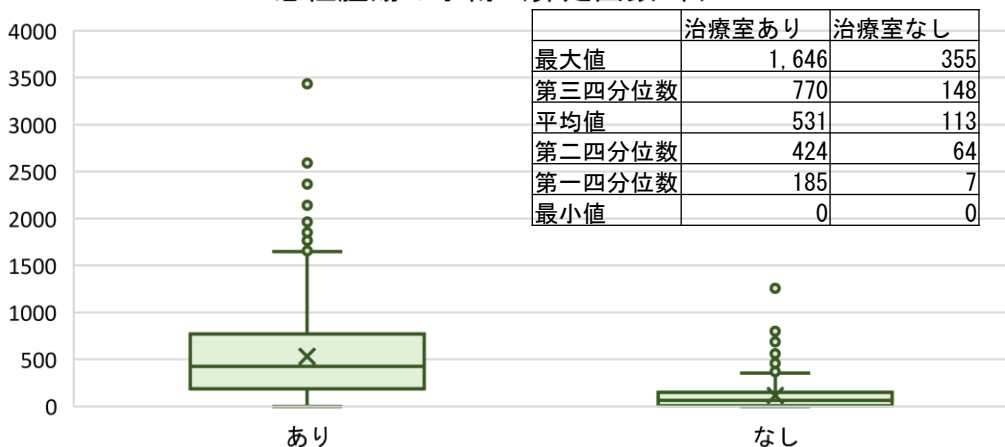 治療室あり 治療室なし
最大値 1,646 355
第三四分位数 770 148
平均値 531 113
第二四分位数 424 64
第一四分位数 185 7
最小値 0 0
4000
3500
3000
2500
2000
1500
1000
500
0
あり なし